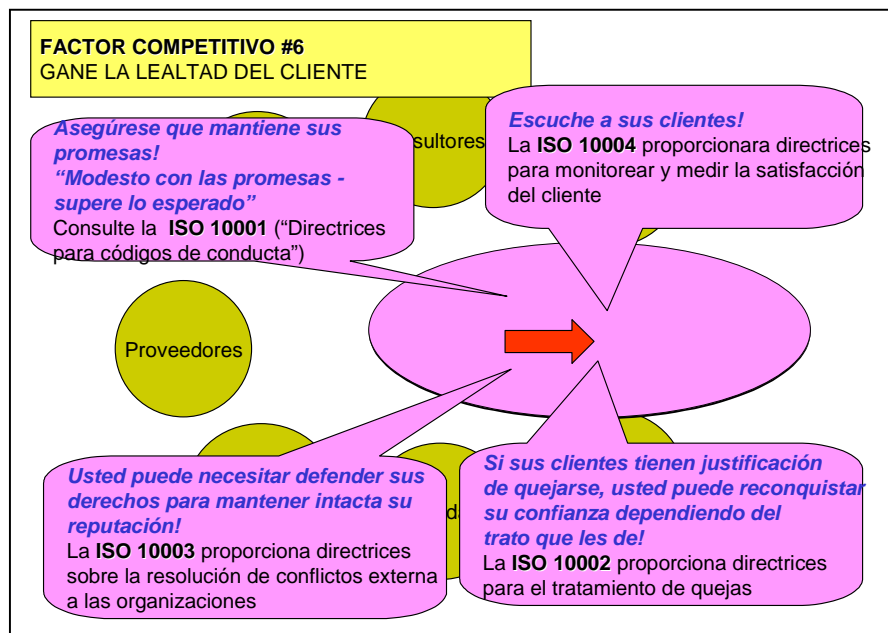 FACTOR COMPETITIVO #6
GANE LA LEALTAD DEL CLIENTE
Asegúrese que mantiene sus
promesas!
“Modesto con las promesas -
supere lo esperado”
Consulte la ISO 10001 (“Directrices
para códigos de conducta”)
sultores
Escuche a sus clientes!
La ISO 10004 proporcionara directrices
para monitorear y medir la satisfacción
del cliente
Proveedores
Usted puede necesitar defender sus
derechos para mantener intacta su
reputación!
La ISO 10003 proporciona directrices
sobre la resolución de conflictos externa
a las organizaciones
Si sus clientes tienen justificación
de quejarse, usted puede reconquistar
su confianza dependiendo del
trato que les de!
La ISO 10002 proporciona directrices
para el tratamiento de quejas